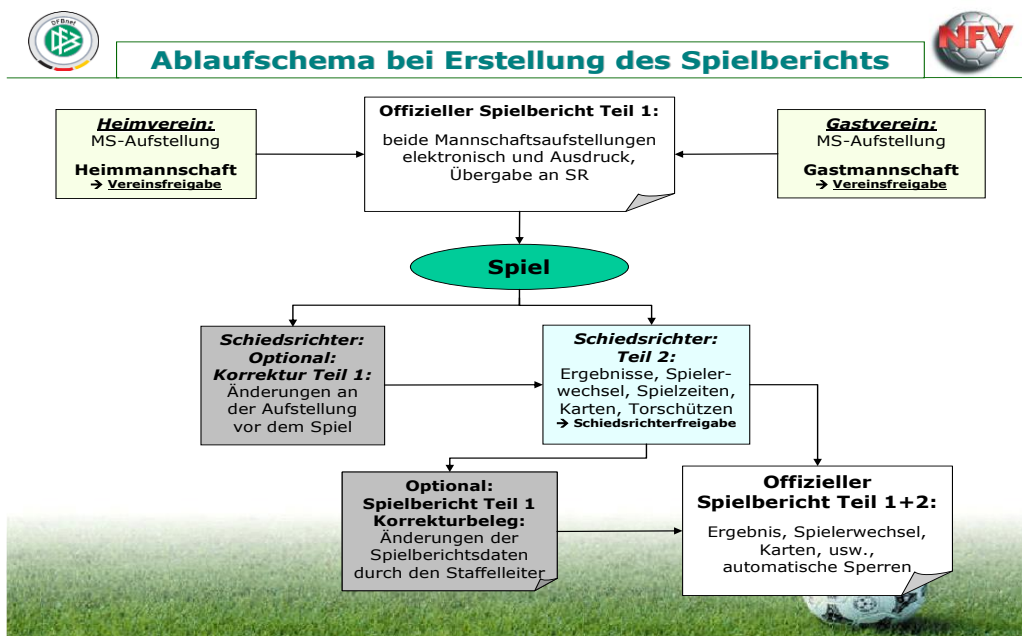 DFBnet
DFB
NFV
Ablaufschema bei Erstellung des Spielberichts
Heimverein:
MS-Aufstellung
Heimmannschaft
→ Vereinsfreigabe
Offizieller Spielbericht Teil 1:
beide Mannschaftsaufstellungen
elektronisch und Ausdruck,
Übergabe an SR
Gastverein:
MS-Aufstellung
Gastmannschaft
→ Vereinsfreigabe
Spiel
Schiedsrichter:
Optional:
Korrektur Teil 1:
Änderungen an
der Aufstellung
vor dem Spiel
Schiedsrichter:
Teil 2:
Ergebnisse, Spieler-
wechsel, Spielzeiten,
Karten, Torschützen
→ Schiedsrichterfreigabe
Optional:
Spielbericht Teil 1
Korrekturbeleg:
Änderungen der
Spielberichtsdaten
durch den Staffelleiter
Offizieller
Spielbericht Teil 1+2:
Ergebnis, Spielerwechsel,
Karten, usw.,
automatische Sperren